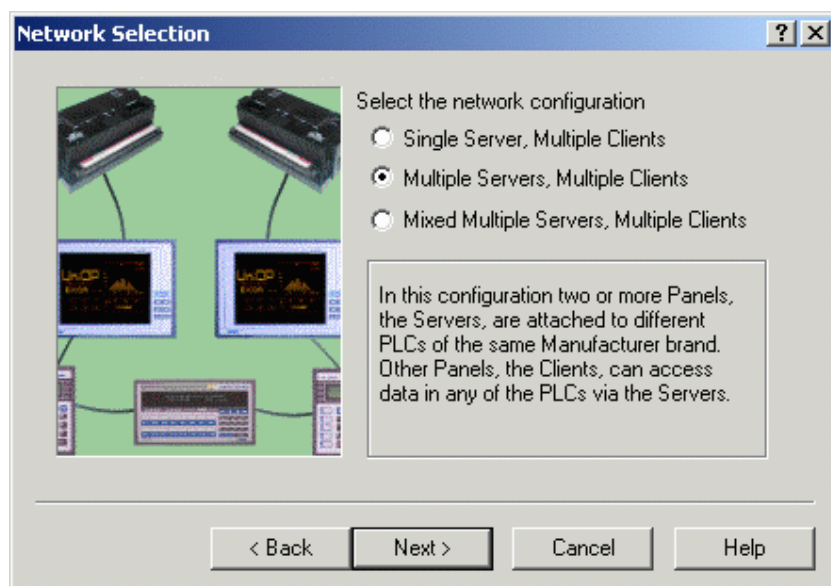 Network Selection
Select the network configuration
Single Server, Multiple Clients
Multiple Servers, Multiple Clients
Mixed Multiple Servers, Multiple Clients
In this configuration two or more Panels,
the Servers, are attached to different
PLCs of the same Manufacturer brand.
Other Panels, the Clients, can access
data in any of the PLCs via the Servers.
< Back
Next >
Cancel
Help